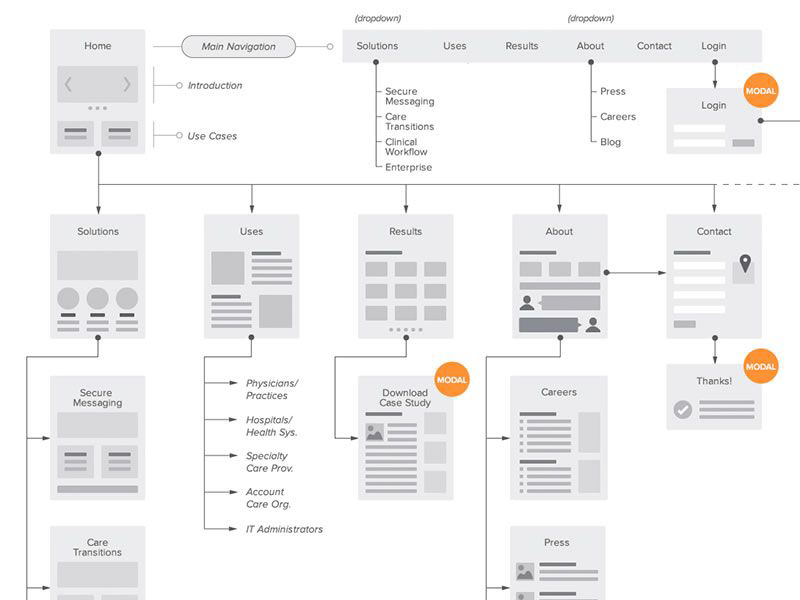 (dropdown)
(dropdown)
Home
Main Navigation
Solutions
Uses
Results
About
Contact
Login
Introduction
Use Cases
Secure
Messaging
Care
Transitions
Clinical
Workflow
Enterprise
Press
Careers
Blog
MODAL
Login
Solutions
Uses
Results
About
Contact
Secure
Messaging
Physicians/
Practices
Hospitals/
Health Sys.
Specialty
Care Prov.
Account
Care Org.
IT Administrators
MODAL
Download
Case Study
Careers
MODAL
Thanks!
Care
Transitions
Press